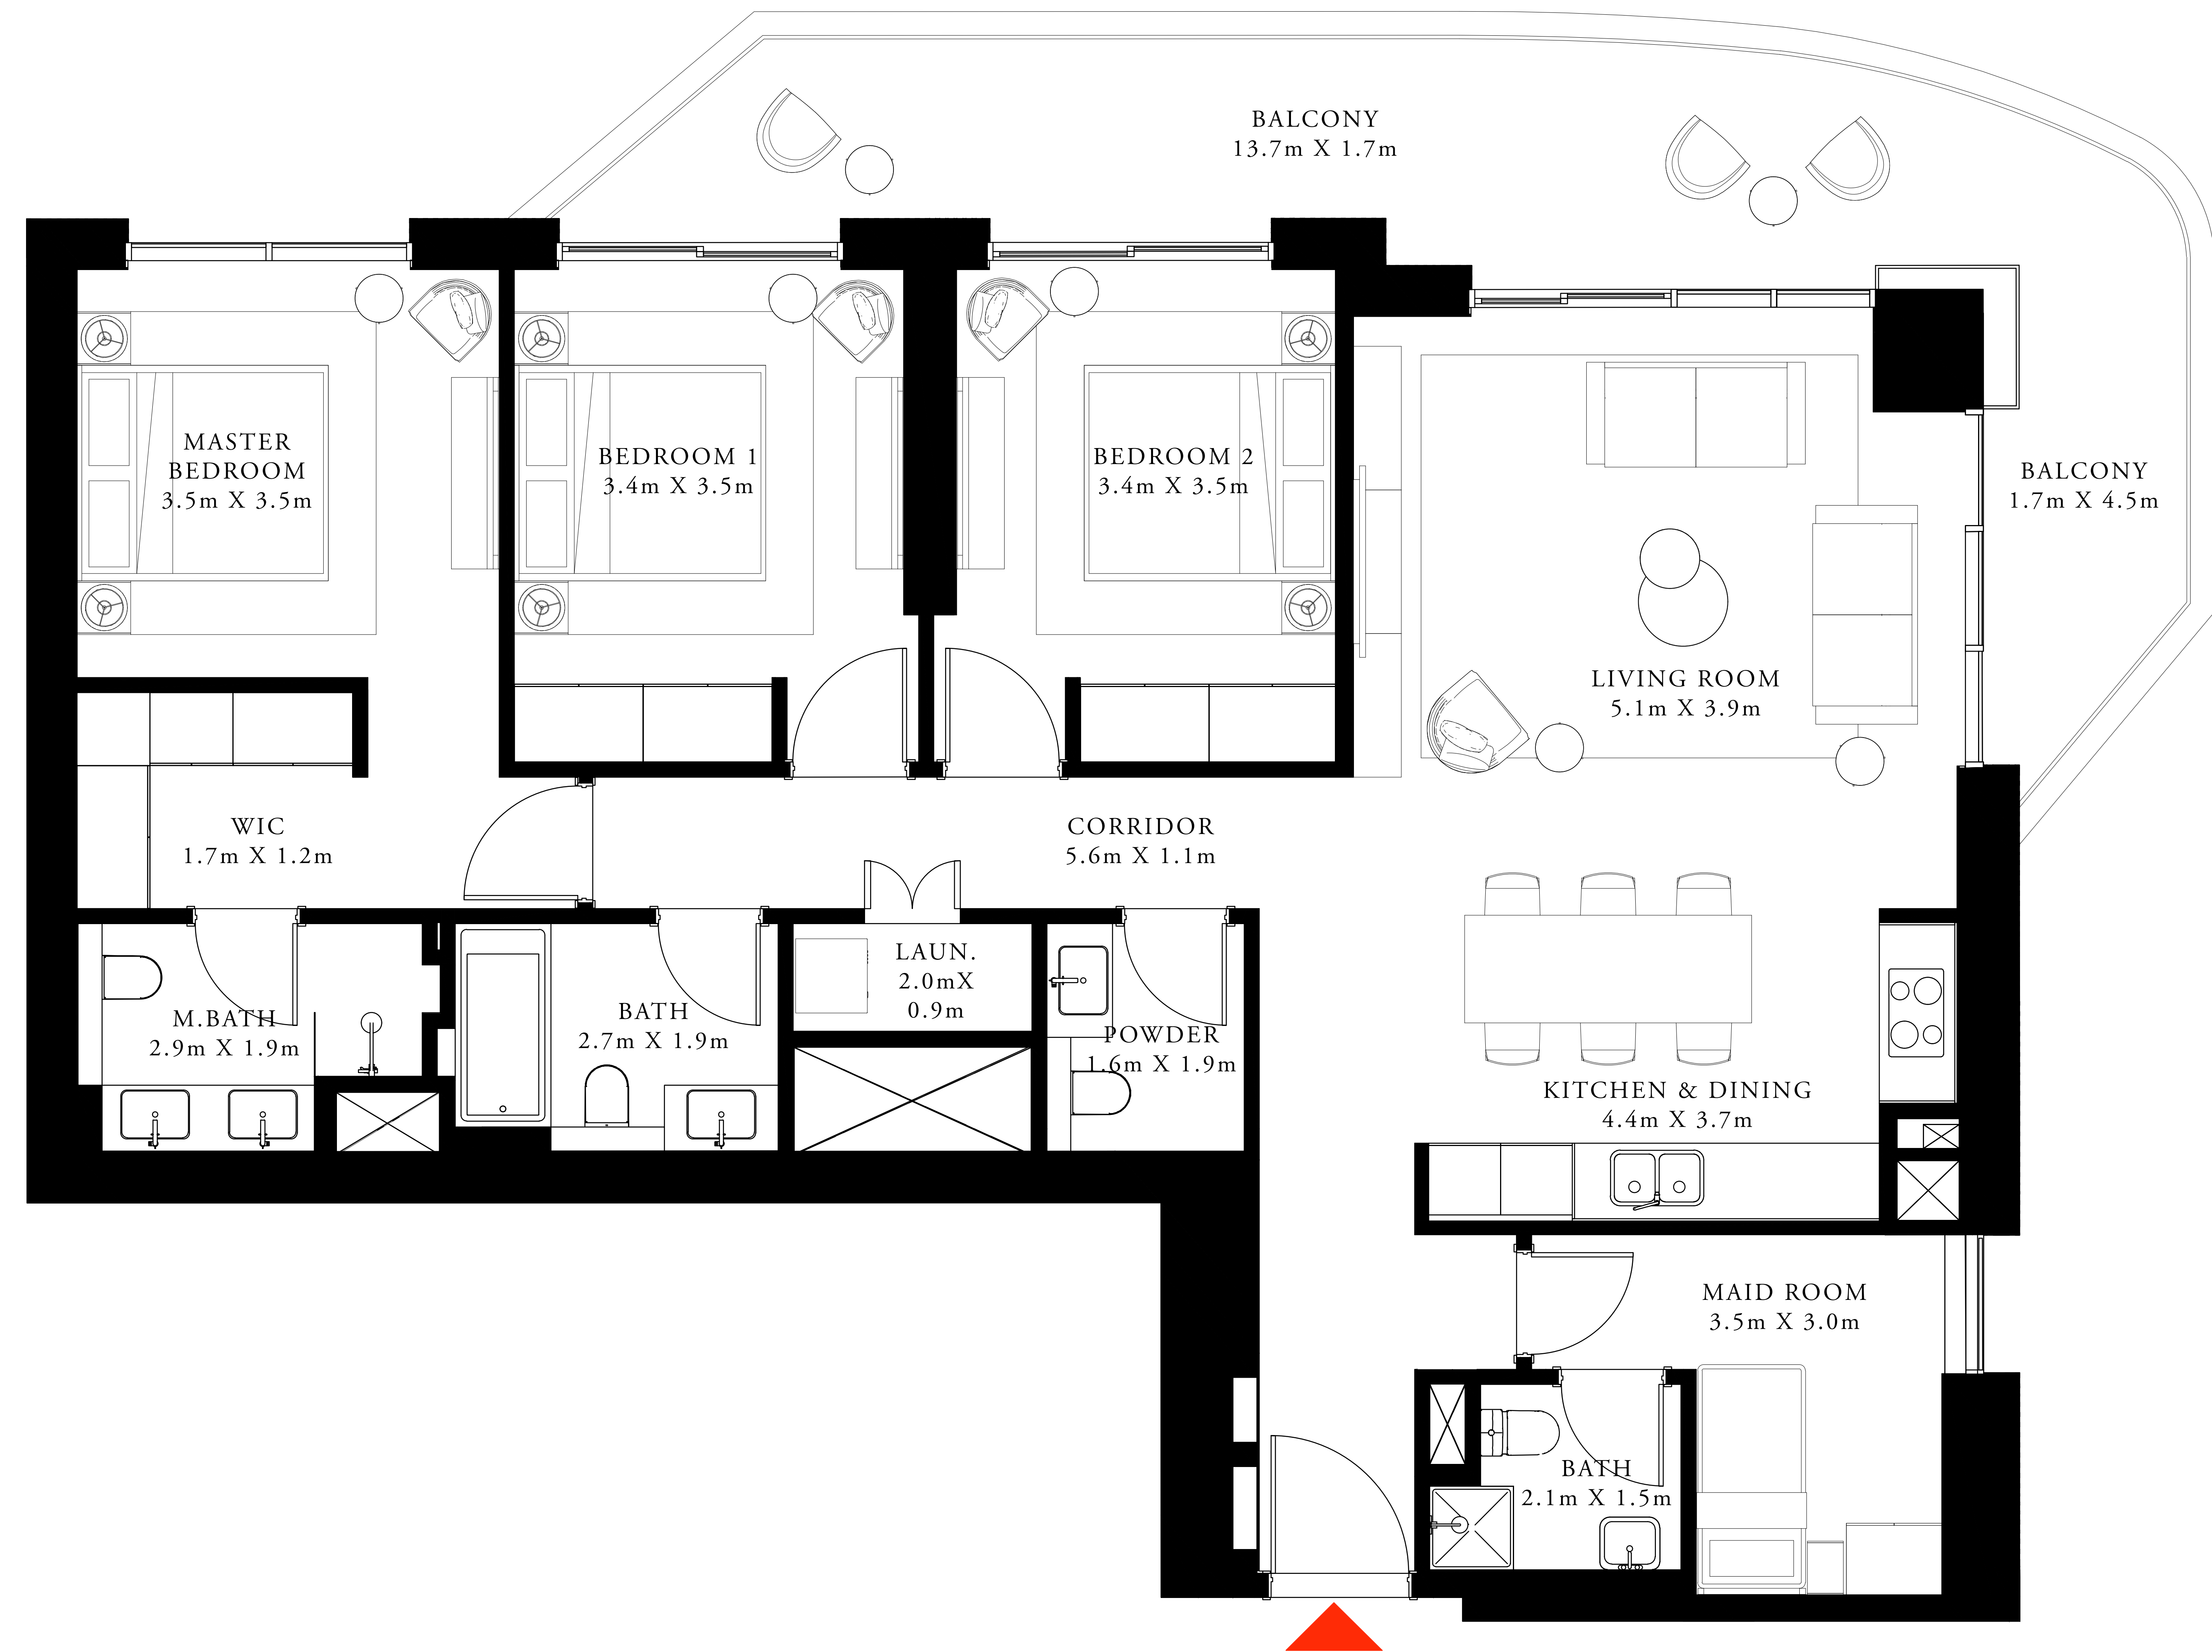 BALCONY
13.7m X 1.7m
MASTER
BEDROOM
3.5m X 3.5m
BEDROOM 1
3.4m X 3.5m
BEDROOM 2
3.4m X 3.5m
BALCONY
1.7m X 4.5m
LIVING ROOM
5.1m X 3.9m
WIC
1.7m X 1.2m
CORRIDOR
5.6m X 1.1m
M.BATH
2.9m X 1.9m
BATH
2.7m X 1.9m
LAUN.
2.0mX
0.9m
POWDER
1.6m X 1.9m
KITCHEN & DINING
4.4m X 3.7m
MAID ROOM
3.5m X 3.0m
BATH
2.1m X 1.5m